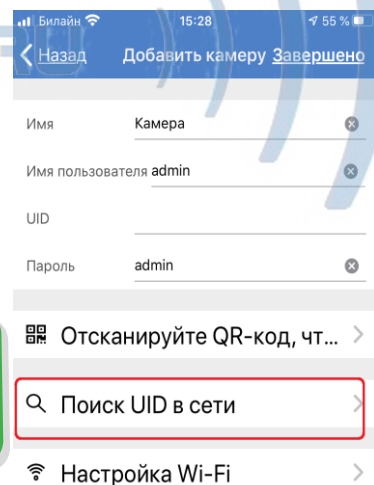 Билайн 15:28 55 %
Назад Добавить камеру Завершено
Имя Камера
Имя пользователя admin
UID
Пароль admin
Отсканируйте QR-код, чт...
Поиск UID в сети
Настройка Wi-Fi